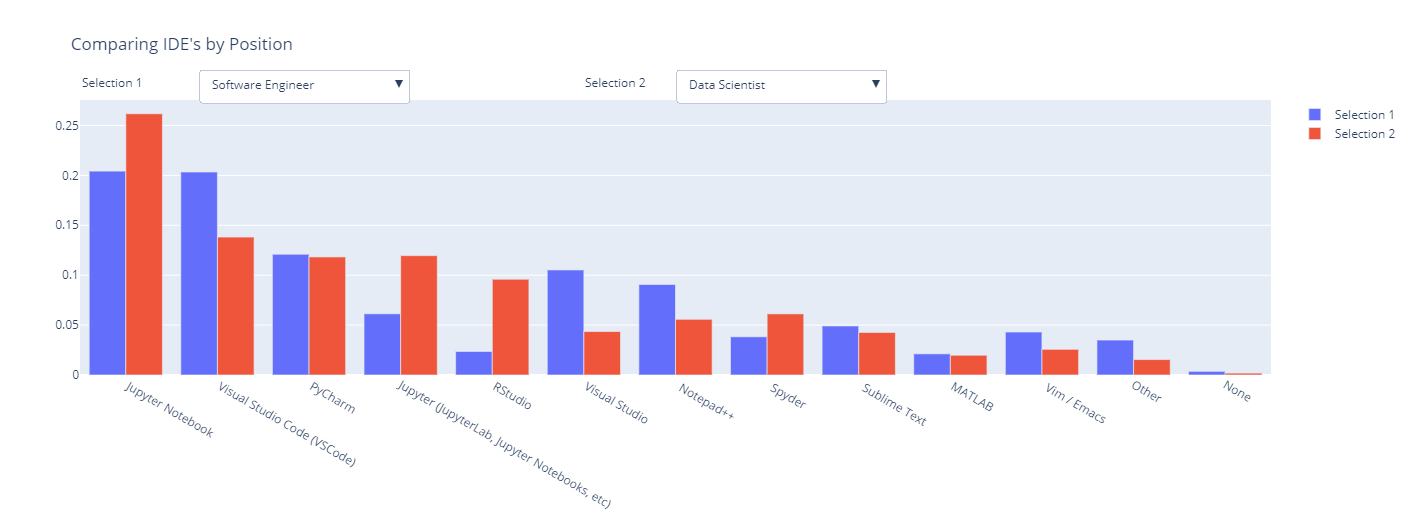 Comparing IDE's by Position
Selection 1
Software Engineer
Selection 2
Data Scientist
Selection 1
Selection 2
0.25
0.2
0.15
0.1
0.05
0
Jupyter Notebook
Visual Studio Code (VSCode)
PyCharm
Jupyter (JupyterLab, Jupyter Notebooks, etc)
RStudio
Visual Studio
Notepad++
Spyder
Sublime Text
MATLAB
Vim / Emacs
Other
None